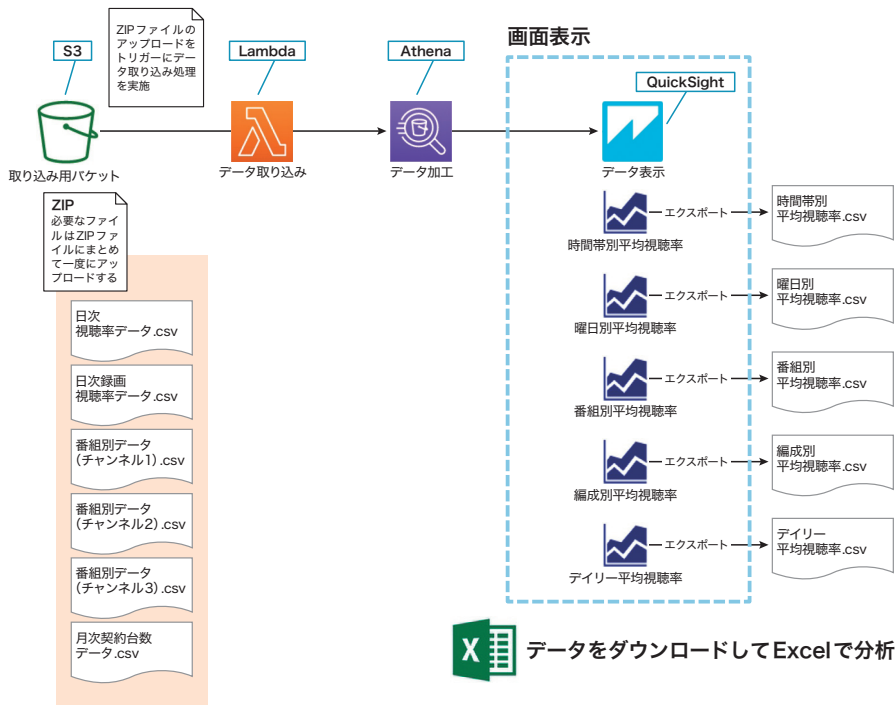 ZIPファイルの
アップロードを
トリガーにデー
タ取り込み処理
を実施
S3
Lambda
Athena
画面表示
QuickSight
取り込み用バケット
データ取り込み
データ加工
データ表示
ZIP
必要なファイ
ルはZIPファ
イルにまとめ
て一度にアッ
プロードする
日次
視聴率データ.csv
日次録画
視聴率データ.csv
番組別データ
(チャンネル1).csv
番組別データ
(チャンネル2).csv
番組別データ
(チャンネル3).csv
月次契約台数
データ.csv
エクスポート
時間帯別平均視聴率
時間帯別
平均視聴率.csv
エクスポート
曜日別平均視聴率
曜日別
平均視聴率.csv
エクスポート
番組別平均視聴率
番組別
平均視聴率.csv
エクスポート
編成別平均視聴率
編成別
平均視聴率.csv
エクスポート
デイリー平均視聴率
デイリー
平均視聴率.csv
X
データをダウンロードしてExcelで分析